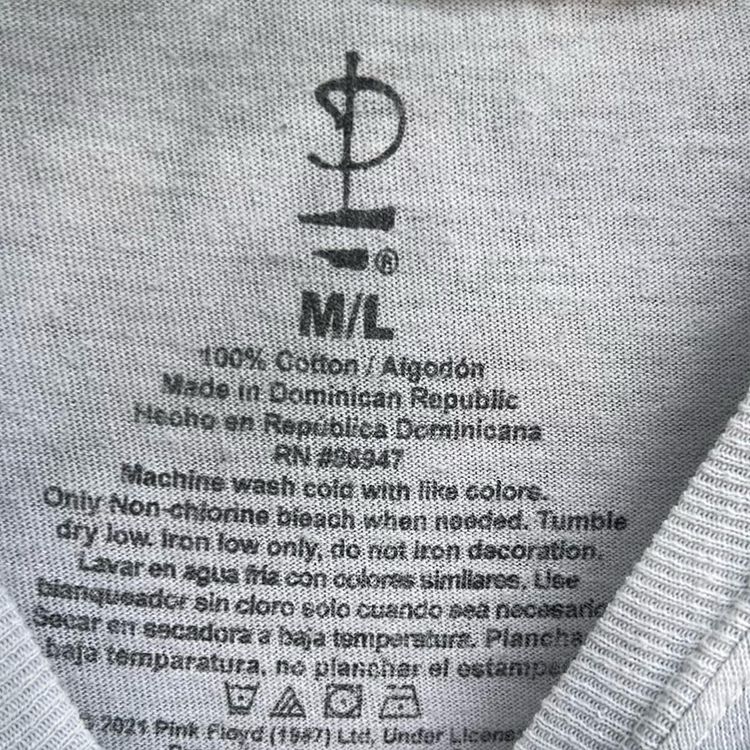 ®
M/L
100% Cotton / Algodón
Made in Dominican Republic
Hecho en Republica Dominicana
RN #96947
Machine wash cold with like colors.
Only Non-chlorine bleach when needed. Tumble
dry low. Iron low only, do not iron decoration.
Lavar en agua fria con colores similares. Use
blanqueador sin cloro solo cuando sea necesario
Secar en secadora a baja temperatura. Plancha
baja temparatura, no planchar el estampe
© 2021 Pink Floyd (1987) Ltd, Under License